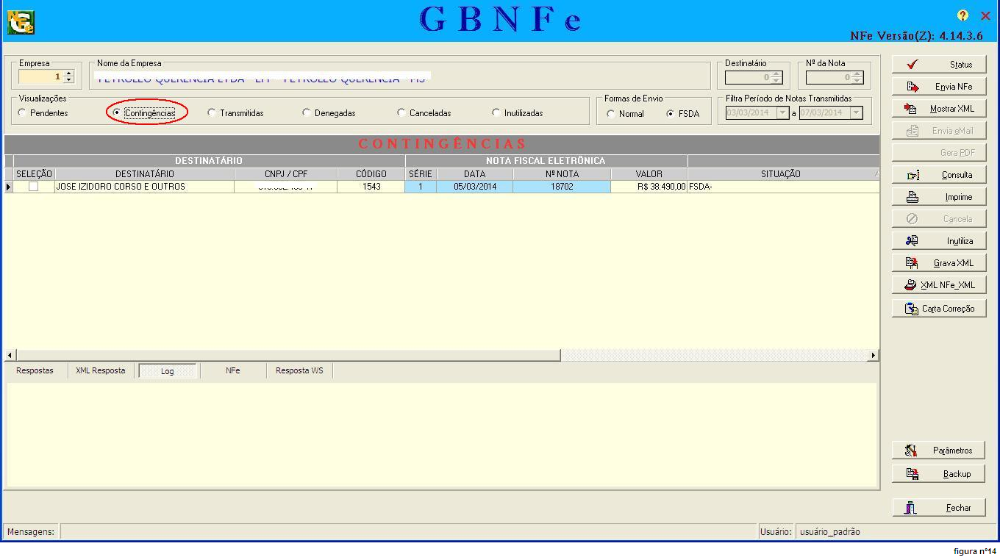 GBNFe
NFe Versão(Z): 4.14.3.6
Empresa
1
Nome da Empresa
Destinatário
0
Nº da Nota
0
Visualizações
Pendentes
Contingências
Transmitidas
Denegadas
Canceladas
Inutilizadas
Formas de Envio
Normal
FSDA
Filtra Período de Notas Transmitidas
03/03/2014 a 07/03/2014
CONTINGÊNCIAS
DESTINATÁRIO NOTA FISCAL ELETRÔNICA
SELEÇÃO DESTINATÁRIO CNPJ / CPF CÓDIGO SÉRIE DATA Nº NOTA VALOR SITUAÇÃO
JOSE IZIDORO CORSO E OUTROS 1543 1 05/03/2014 18702 R$ 38.490,00 FSDA-
Respostas
XML Resposta
Log
NFe
Resposta WS
Status
Envia NFe
Mostrar XML
Envia eMail
Gera PDF
Consulta
Imprime
Cancela
Inutiliza
Grava XML
XML NFe_XML
Carta Correção
Parâmetros
Backup
Fechar
Mensagens:
Usuário: usuário_padrão
figura nº14